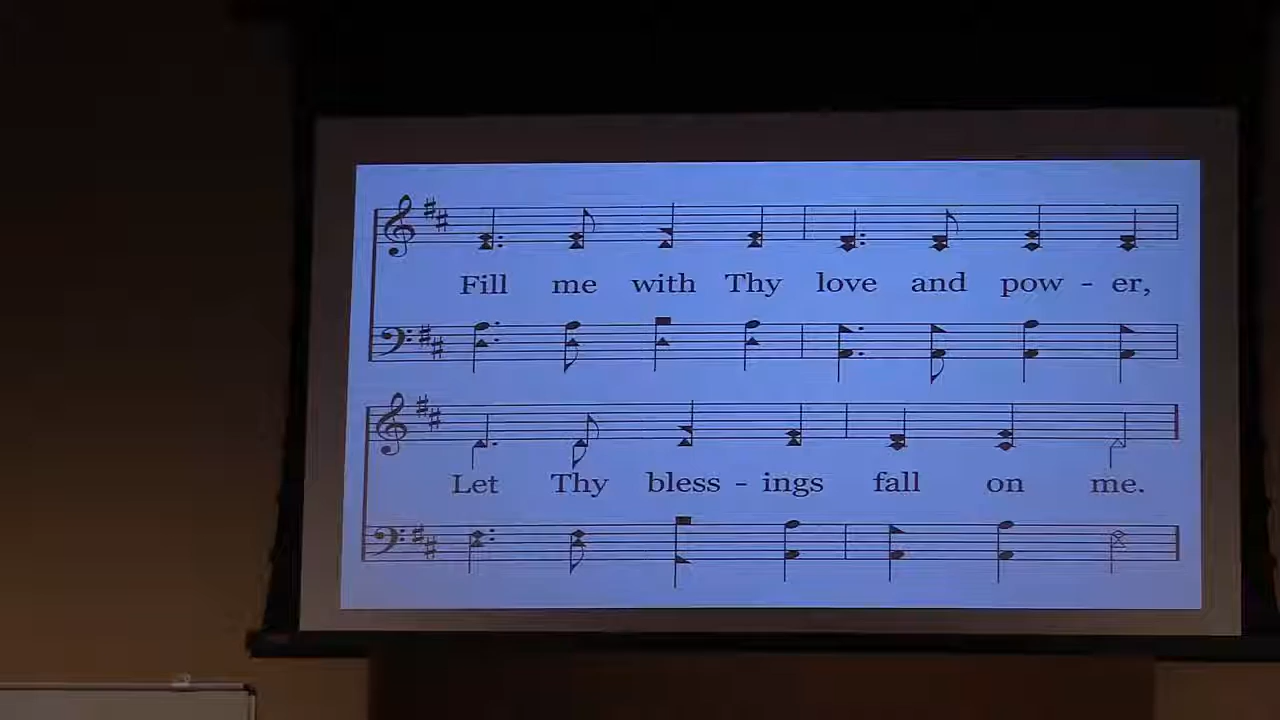 Fill me with Thy love and pow - er,
Let Thy bless - ings fall on me.